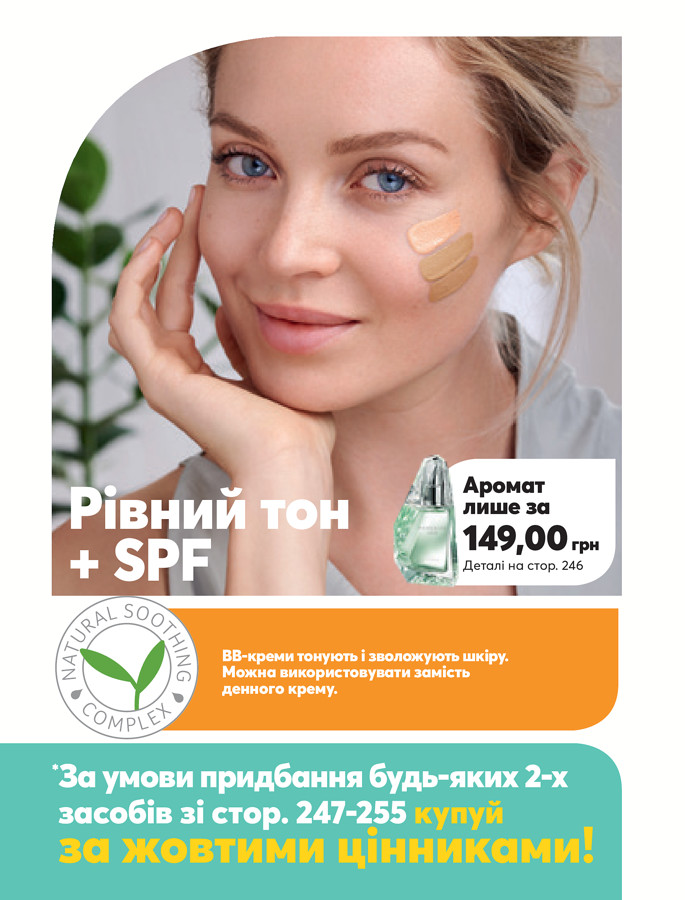 Рівний тон
+ SPF
Аромат
лише за
149,00 грн
Деталі на стор. 246
NATURAL SOOTHING
COMPLEX
ВВ-креми тонують і зволожують шкіру.
Можна використовувати замість
денного крему.
*За умови придбання будь-яких 2-х
засобів зі стор. 247-255 купуй
за жовтими цінниками!